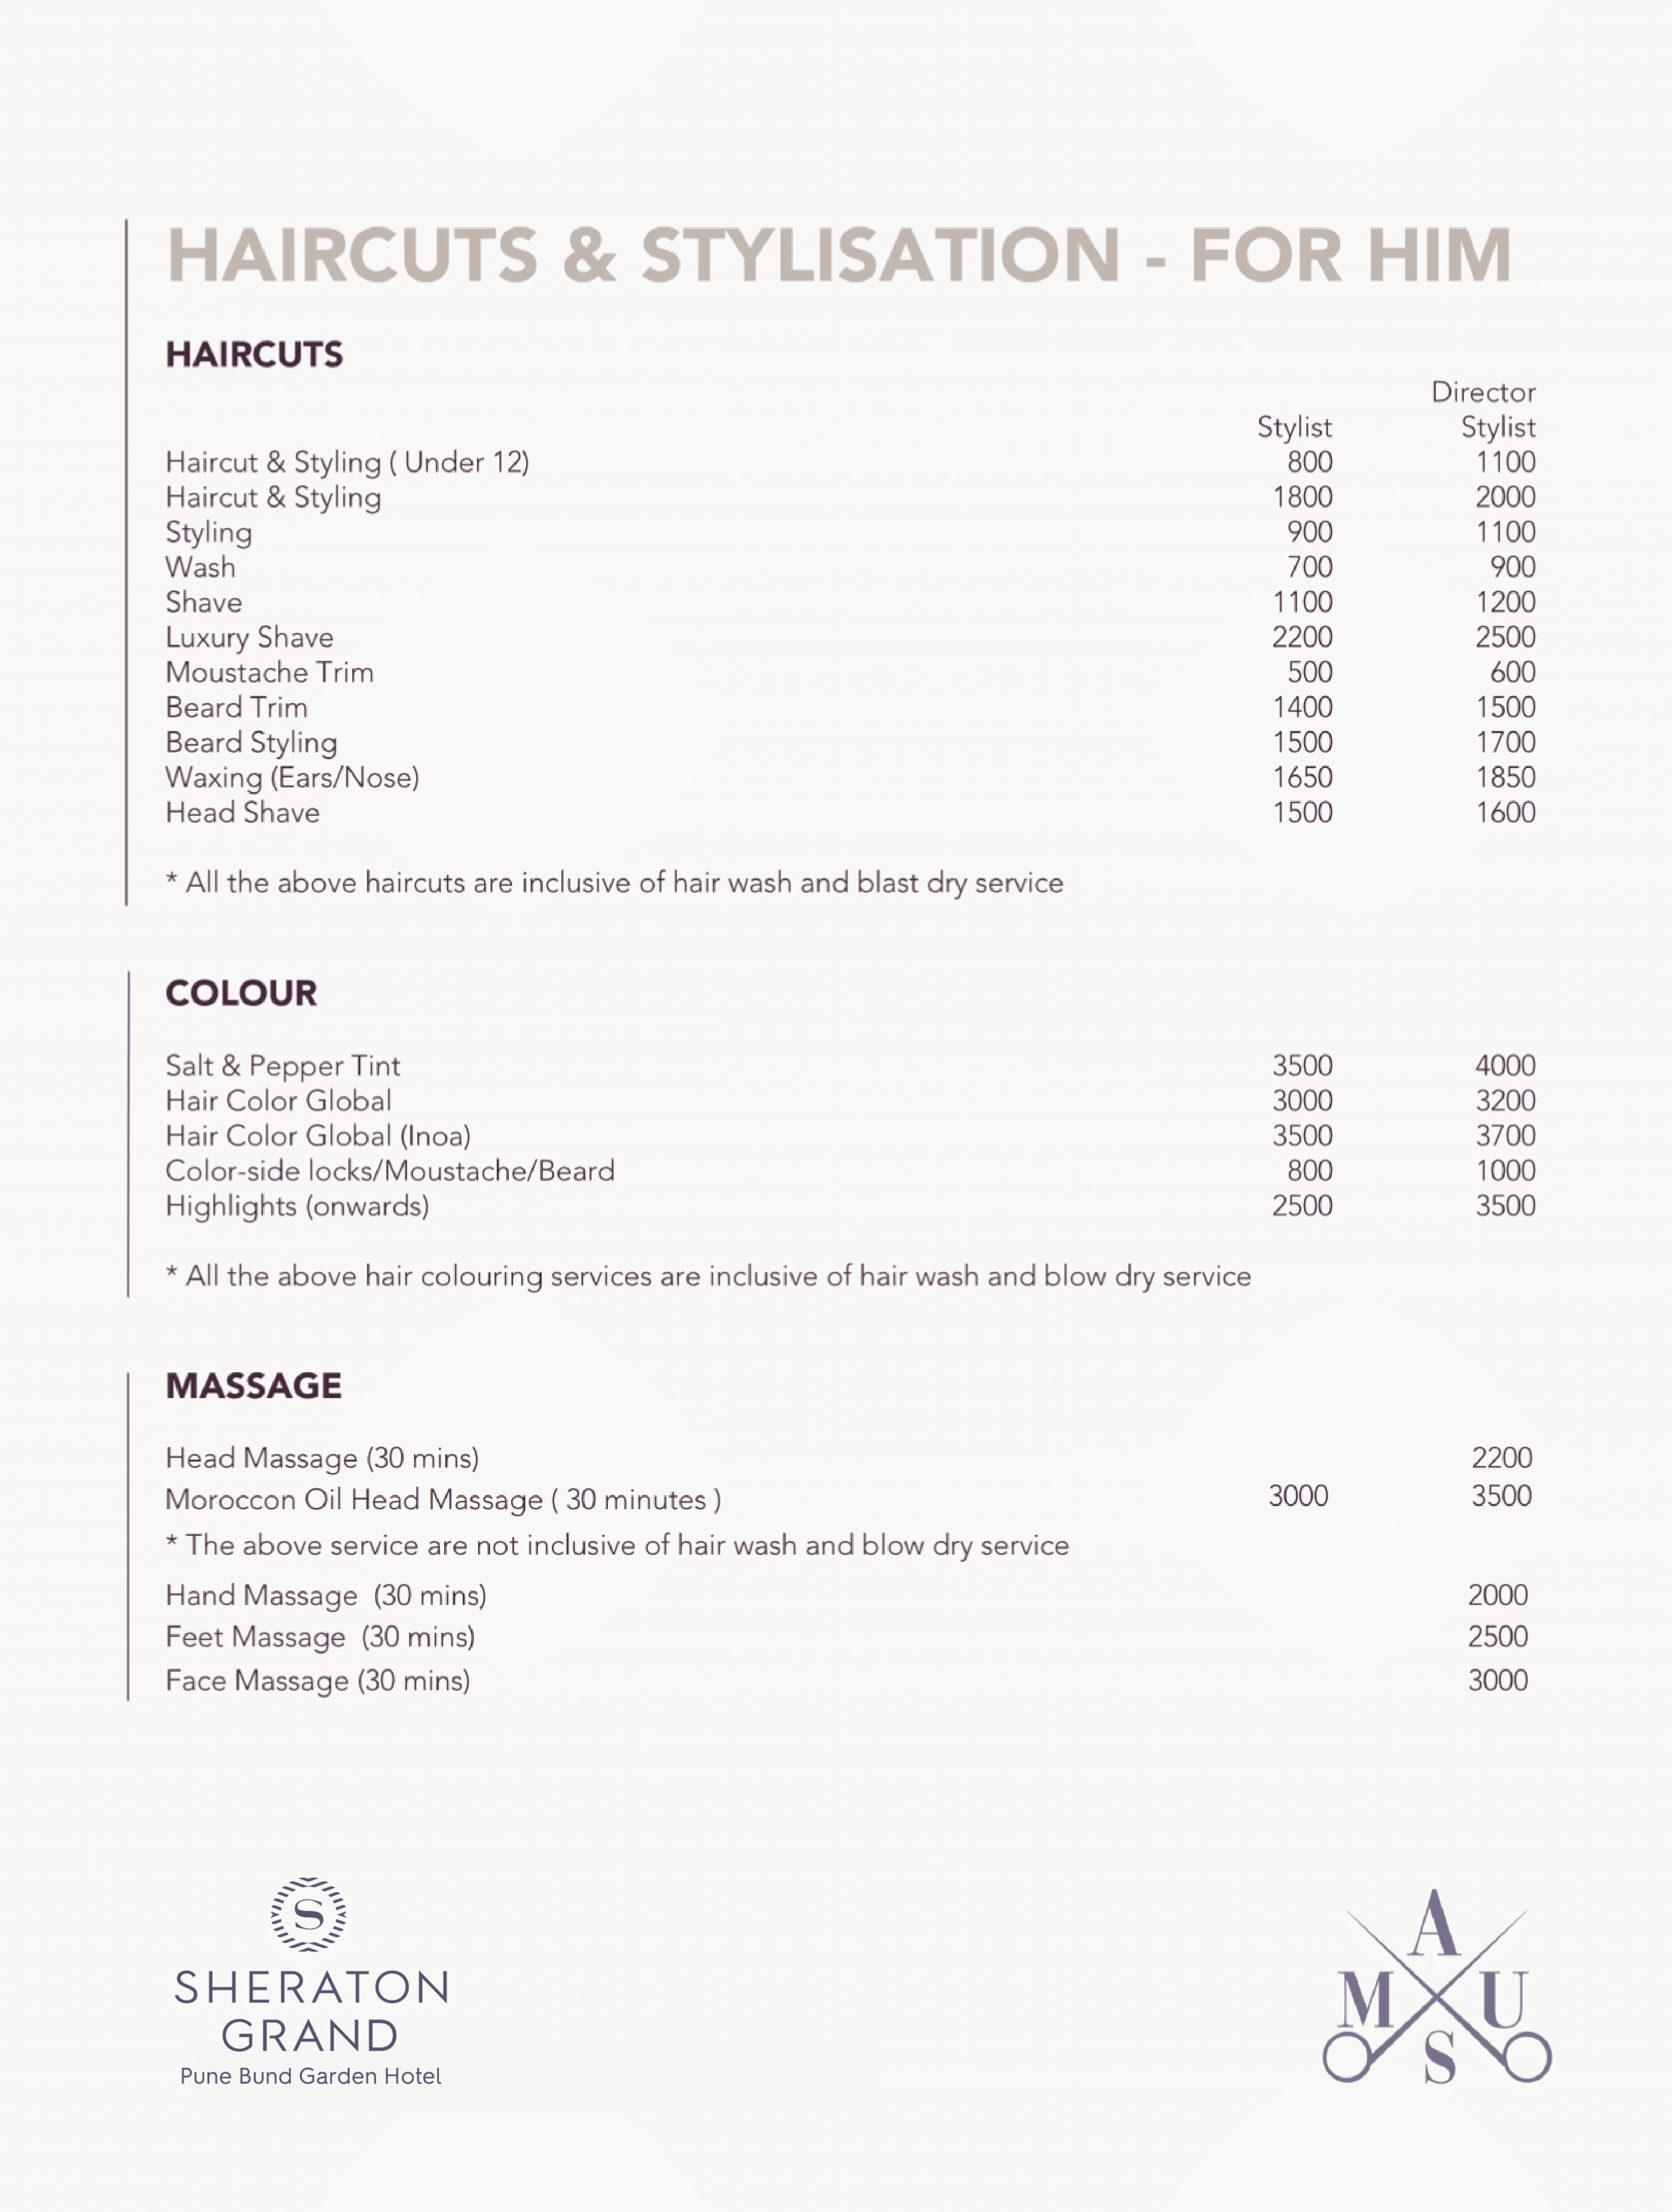 HAIRCUTS & STYLISATION - FOR HIM
HAIRCUTS
Director
Stylist Stylist
Haircut & Styling ( Under 12) 800 1100
Haircut & Styling 1800 2000
Styling 900 1100
Wash 700 900
Shave 1100 1200
Luxury Shave 2200 2500
Moustache Trim 500 600
Beard Trim 1400 1500
Beard Styling 1500 1700
Waxing (Ears/Nose) 1650 1850
Head Shave 1500 1600
* All the above haircuts are inclusive of hair wash and blast dry service
COLOUR
Salt & Pepper Tint 3500 4000
Hair Color Global 3000 3200
Hair Color Global (Inoa) 3500 3700
Color-side locks/Moustache/Beard 800 1000
Highlights (onwards) 2500 3500
* All the above hair colouring services are inclusive of hair wash and blow dry service
MASSAGE
Head Massage (30 mins) 2200
Moroccon Oil Head Massage ( 30 minutes ) 3000 3500
* The above service are not inclusive of hair wash and blow dry service
Hand Massage (30 mins) 2000
Feet Massage (30 mins) 2500
Face Massage (30 mins) 3000
S
SHERATON
GRAND
Pune Bund Garden Hotel
A
M U
S